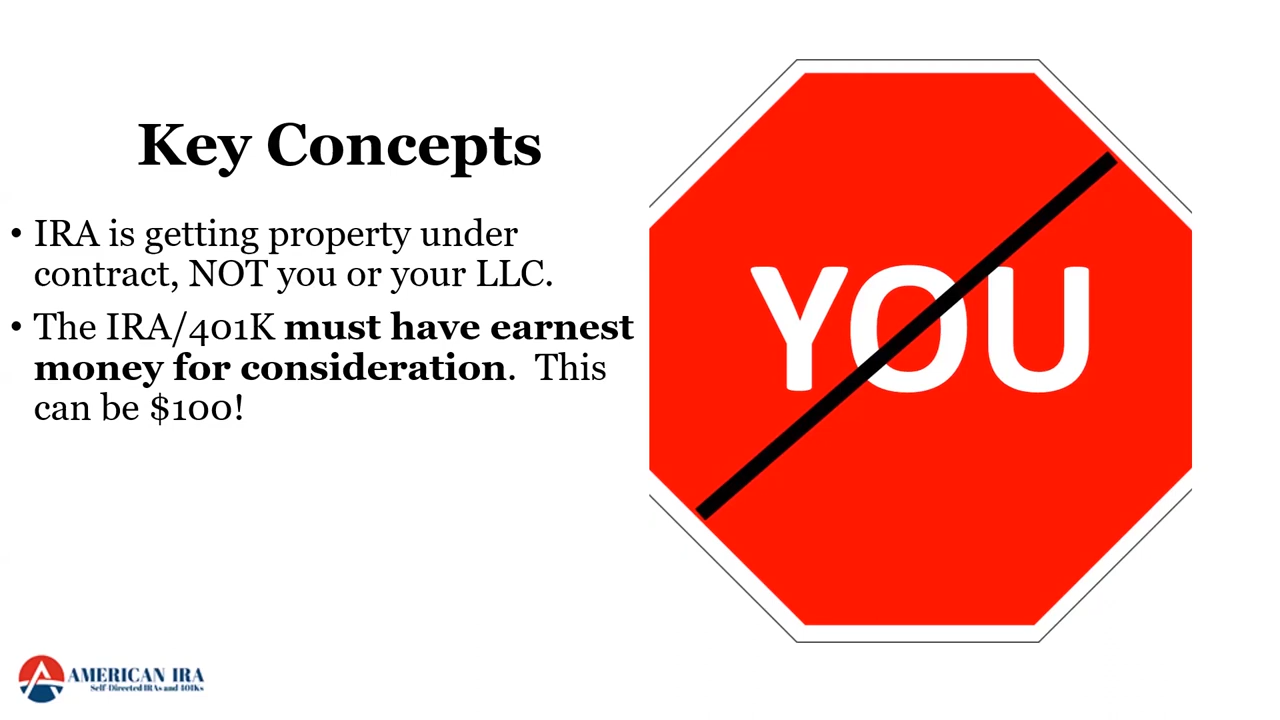 Key Concepts
• IRA is getting property under
contract, NOT you or your LLC.
• The IRA/401K must have earnest
money for consideration.  This
can be $100!
YOU
AMERICAN IRA
Self-Directed IRAs and 401Ks